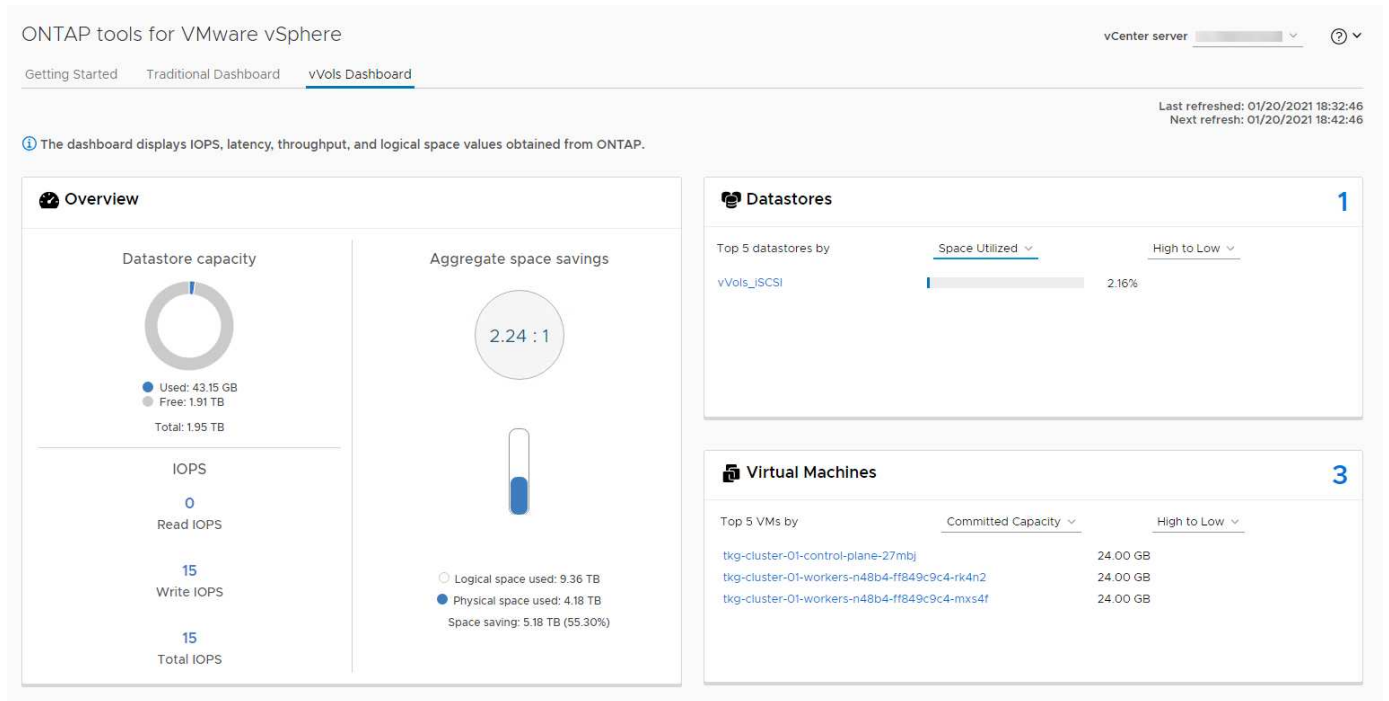 ONTAP tools for VMware vSphere
vCenter server
Getting Started Traditional Dashboard vVols Dashboard
Last refreshed: 01/20/2021 18:32:46
Next refresh: 01/20/2021 18:42:46
The dashboard displays IOPS, latency, throughput, and logical space values obtained from ONTAP.
Overview
Datastore capacity
Used: 43.15 GB
Free: 1.91 TB
Total: 1.95 TB
IOPS
0
Read IOPS
15
Write IOPS
15
Total IOPS
Aggregate space savings
2.24 : 1
Logical space used: 9.36 TB
Physical space used: 4.18 TB
Space saving: 5.18 TB (55.30%)
Datastores 1
Top 5 datastores by Space Utilized High to Low
vVols_iSCSI 2.16%
Virtual Machines 3
Top 5 VMs by Committed Capacity High to Low
tkg-cluster-01-control-plane-27mbj 24.00 GB
tkg-cluster-01-workers-n48b4-ff849c9c4-rk4n2 24.00 GB
tkg-cluster-01-workers-n48b4-ff849c9c4-mxs4f 24.00 GB